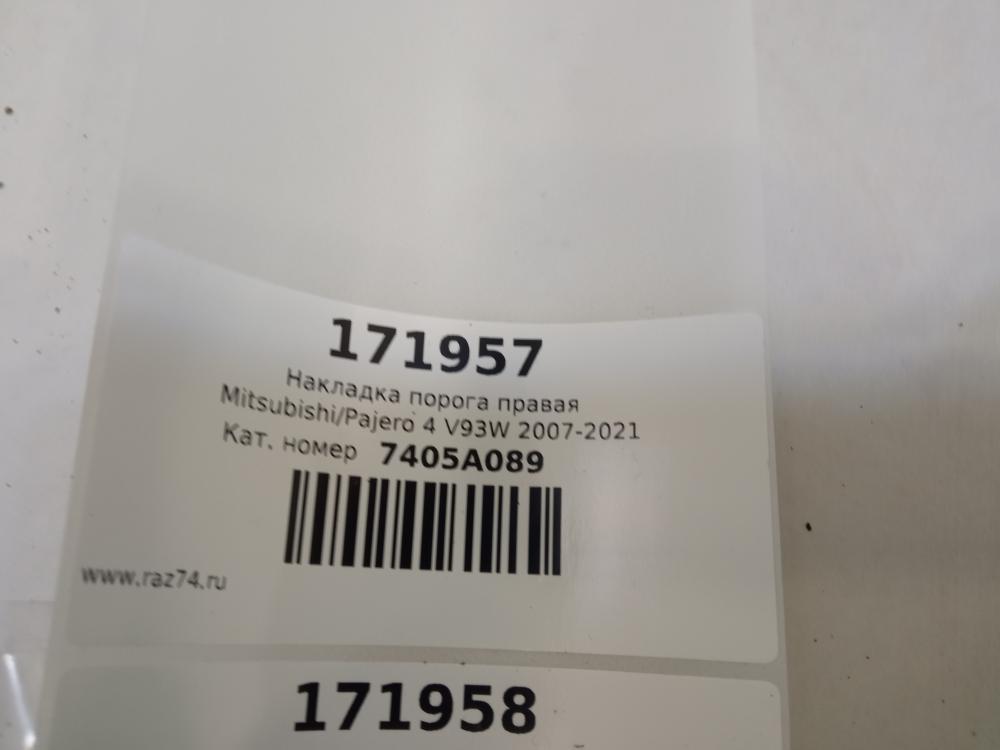 171957
Накладка порога правая
Mitsubishi/Pajero 4 V93W 2007-2021
Кат. номер 7405A089
www.raz74.ru
171958